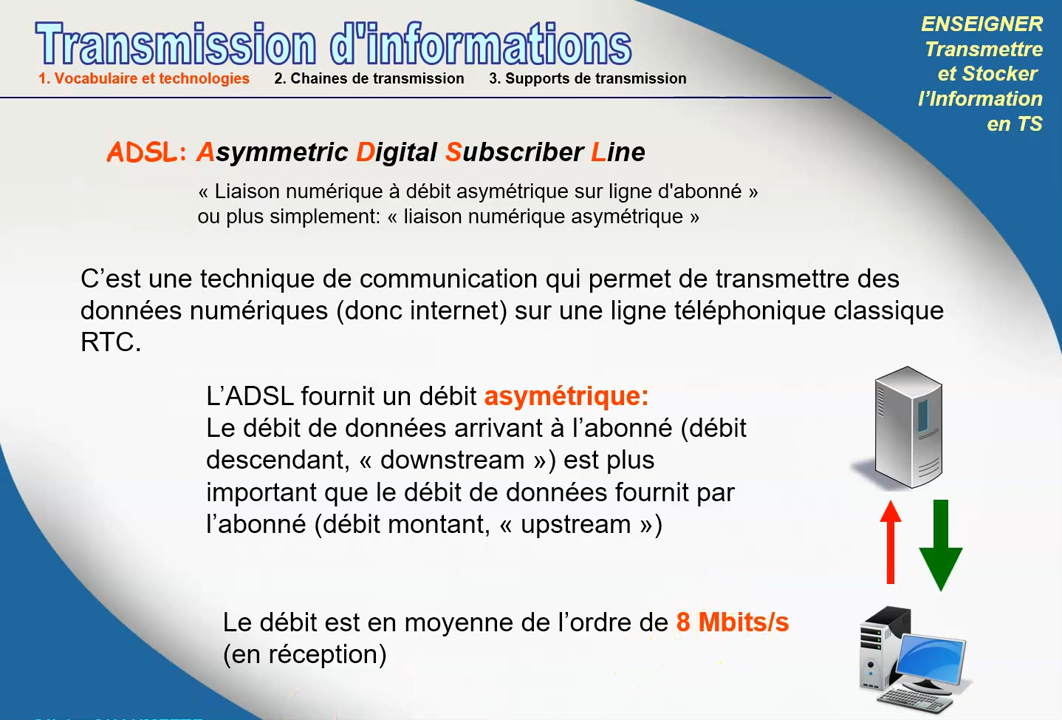 Transmission d'informations
1. Vocabulaire et technologies 2. Chaines de transmission 3. Supports de transmission
ENSEIGNER
Transmettre
et Stocker
l’Information
en TS
ADSL: Asymmetric Digital Subscriber Line
« Liaison numérique à débit asymétrique sur ligne d'abonné »
ou plus simplement: « liaison numérique asymétrique »
C’est une technique de communication qui permet de transmettre des
données numériques (donc internet) sur une ligne téléphonique classique
RTC.
L’ADSL fournit un débit asymétrique:
Le débit de données arrivant à l’abonné (débit
descendant, « downstream ») est plus
important que le débit de données fournit par
l’abonné (débit montant, « upstream »)
Le débit est en moyenne de l’ordre de 8 Mbits/s
(en réception)